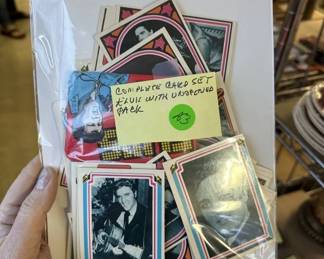 COMPLETE CARD SET
ELVIS WITH UNOPENED
PACK